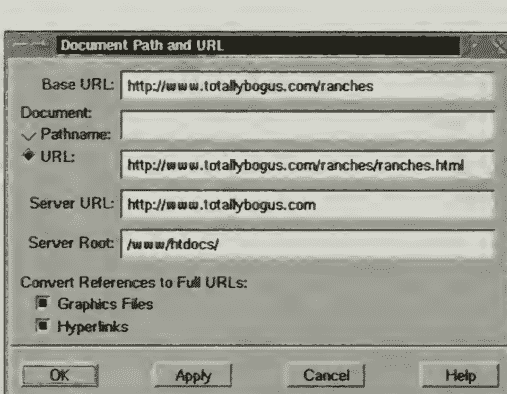 Document Path and URL
Base URL: http://www.totallybogus.com/ranches
Document:
Pathname:
URL: http://www.totallybogus.com/ranches/ranches.html
Server URL: http://www.totallybogus.com
Server Root: /www/htdocs/
Convert References to Full URLs:
Graphics Files
Hyperlinks
OK Apply Cancel Help